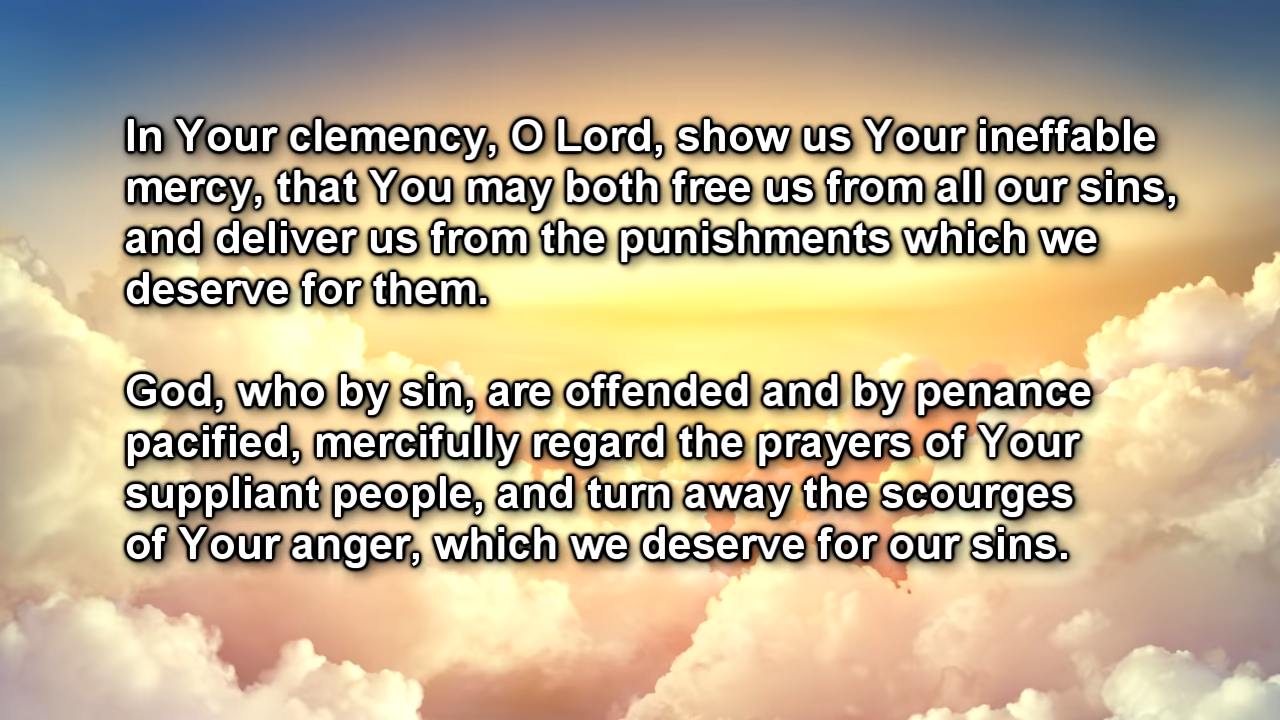 In Your clemency, O Lord, show us Your ineffable
mercy, that You may both free us from all our sins,
and deliver us from the punishments which we
deserve for them.
God, who by sin, are offended and by penance
pacified, mercifully regard the prayers of Your
suppliant people, and turn away the scourges
of Your anger, which we deserve for our sins.